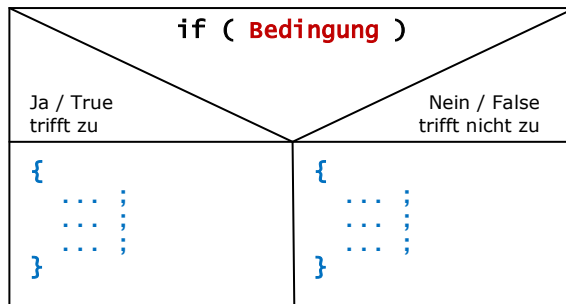 if ( Bedingung )
Ja / True
trifft zu
Nein / False
trifft nicht zu
{
... ;
... ;
... ;
}
{
... ;
... ;
... ;
}